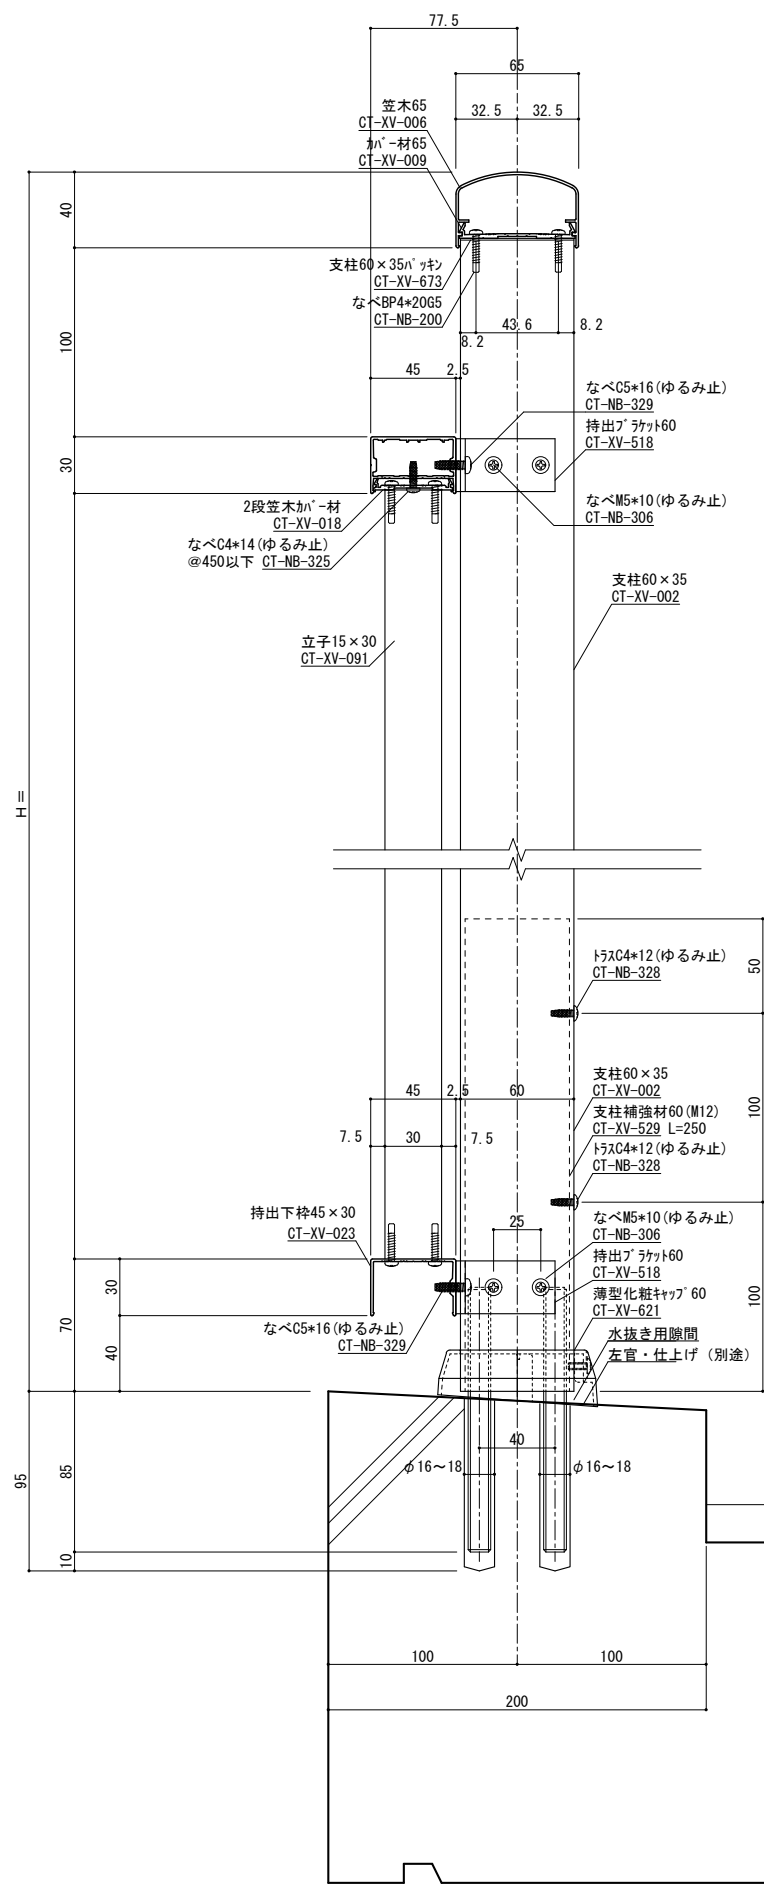 77.5
65
32.5 32.5
笠木65
CT-XV-006
ｶﾊﾞｰ材65
CT-XV-009
40
支柱60×35ﾊﾟｯｷﾝ
CT-XV-673
なべBP4*20G5
CT-NB-200
100
8.2 43.6 8.2
45 2.5
なべC5*16(ゆるみ止)
CT-NB-329
持出ﾌﾞﾗｹｯﾄ60
CT-XV-518
30
なべM5*10(ゆるみ止)
CT-NB-306
2段笠木ｶﾊﾞｰ材
CT-XV-018
なべC4*14(ゆるみ止)
@450以下 CT-NB-325
支柱60×35
CT-XV-002
立子15×30
CT-XV-091
H＝
トラスC4*12(ゆるみ止)
CT-NB-328
50
支柱60×35
CT-XV-002
支柱補強材60(M12)
CT-XV-529 L=250
トラスC4*12(ゆるみ止)
CT-NB-328
100
45 2.5 60
7.5 30 7.5
持出下枠45×30
CT-XV-023
25
なべM5*10(ゆるみ止)
CT-NB-306
持出ﾌﾞﾗｹｯﾄ60
CT-XV-518
薄型化粧ｷｬｯﾌﾟ60
CT-XV-621
水抜き用隙間
左官・仕上げ（別途）
100
30
70
40
なべC5*16(ゆるみ止)
CT-NB-329
40
φ16～18 φ16～18
95
85
10
100 100
200